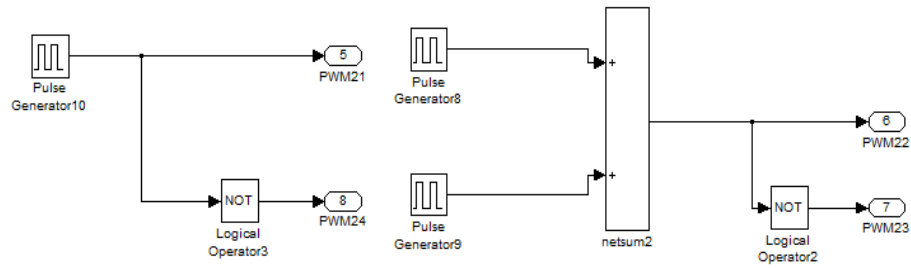 5
PWM21
Pulse
Generator10
NOT
Logical
Operator3
8
PWM24
Pulse
Generator8
+
+
Pulse
Generator9
netsum2
6
PWM22
NOT
Logical
Operator2
7
PWM23